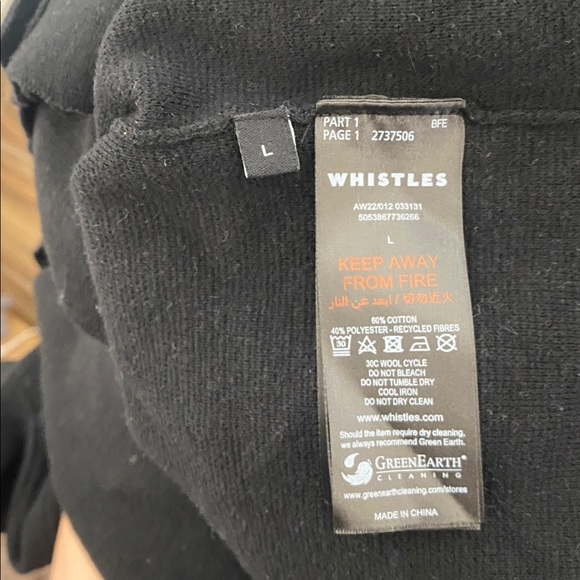 L
PART 1 BFE
PAGE 1 2737506
WHISTLES
AW22/012 033131
5053867736266
L
KEEP AWAY
FROM FIRE
ابعد عن النار / 切勿近火
60% COTTON
40% POLYESTER - RECYCLED FIBRES
30
30C WOOL CYCLE
DO NOT BLEACH
DO NOT TUMBLE DRY
COOL IRON
DO NOT DRY CLEAN
www.whistles.com
Should the item require dry cleaning,
we always recommend Green Earth.
GREENEARTH®
CLEANING
www.greenearthcleaning.com/stores
MADE IN CHINA